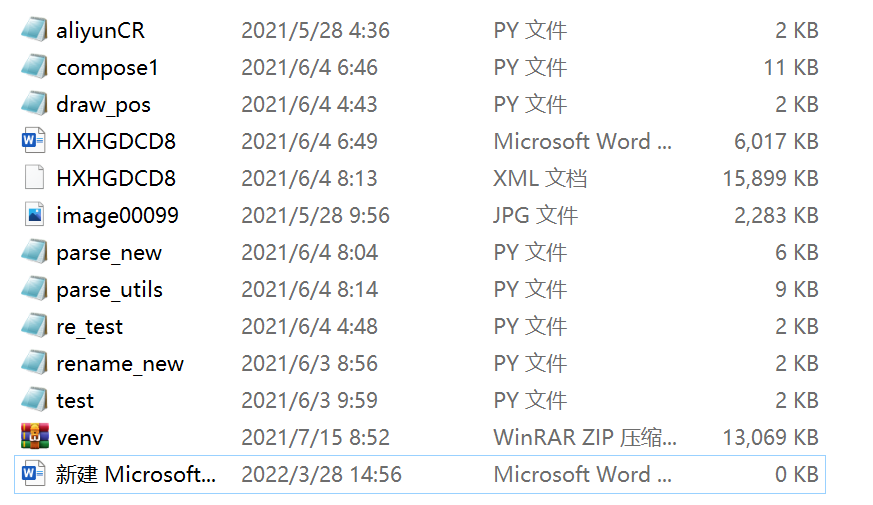 aliyunCR 2021/5/28 4:36 PY 文件 2 KB
compose1 2021/6/4 6:46 PY 文件 11 KB
draw_pos 2021/6/4 4:43 PY 文件 2 KB
HXHGDCD8 2021/6/4 6:49 Microsoft Word ... 6,017 KB
HXHGDCD8 2021/6/4 8:13 XML 文档 15,899 KB
image00099 2021/5/28 9:56 JPG 文件 2,283 KB
parse_new 2021/6/4 8:04 PY 文件 6 KB
parse_utils 2021/6/4 8:14 PY 文件 9 KB
re_test 2021/6/4 4:48 PY 文件 2 KB
rename_new 2021/6/3 8:56 PY 文件 2 KB
test 2021/6/3 9:59 PY 文件 2 KB
venv 2021/7/15 8:52 WinRAR ZIP 压缩... 13,069 KB
新建 Microsoft... 2022/3/28 14:56 Microsoft Word ... 0 KB